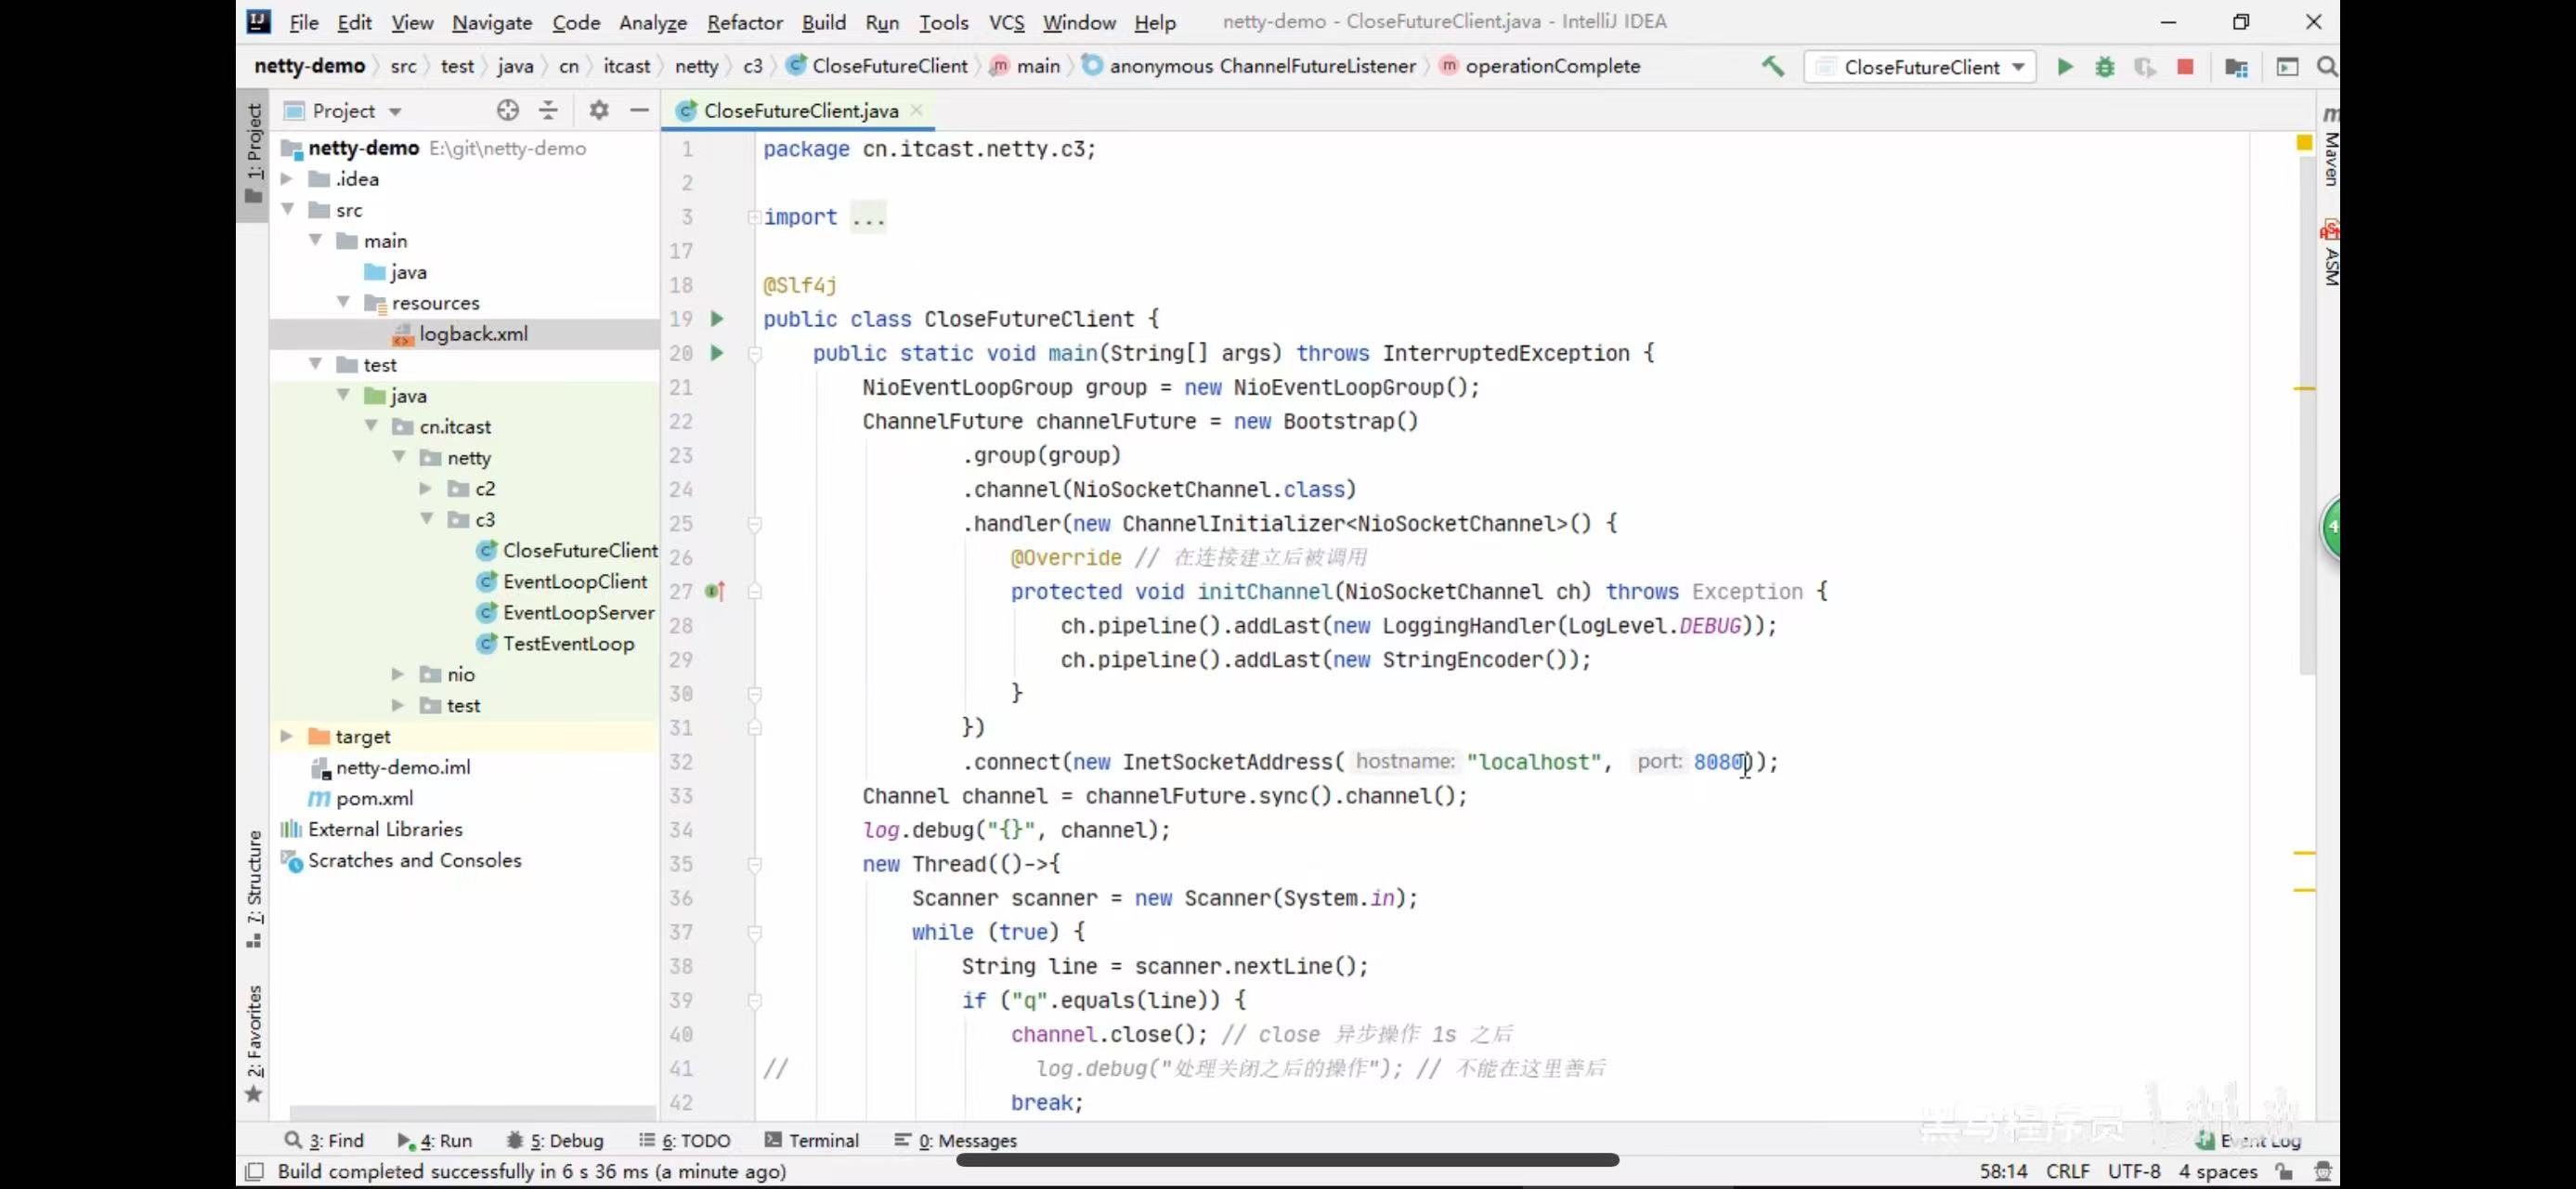 File Edit View Navigate Code Analyze Refactor Build Run Tools VCS Window Help netty-demo - CloseFutureClient.java - IntelliJ IDEA
netty-demo src test java cn itcast netty c3 CloseFutureClient main anonymous ChannelFutureListener operationComplete CloseFutureClient
1: Project
7: Structure
2: Favorites
Project
netty-demo E:\git\netty-demo
.idea
src
main
java
resources
logback.xml
test
java
cn.itcast
netty
c2
c3
CloseFutureClient
EventLoopClient
EventLoopServer
TestEventLoop
nio
test
target
netty-demo.iml
pom.xml
External Libraries
Scratches and Consoles
CloseFutureClient.java
1 package cn.itcast.netty.c3;
2
3 import ...
17
18 @Slf4j
19 public class CloseFutureClient {
20 public static void main(String[] args) throws InterruptedException {
21 NioEventLoopGroup group = new NioEventLoopGroup();
22 ChannelFuture channelFuture = new Bootstrap()
23 .group(group)
24 .channel(NioSocketChannel.class)
25 .handler(new ChannelInitializer<NioSocketChannel>() {
26 @Override // 在连接建立后被调用
27 protected void initChannel(NioSocketChannel ch) throws Exception {
28 ch.pipeline().addLast(new LoggingHandler(LogLevel.DEBUG));
29 ch.pipeline().addLast(new StringEncoder());
30 }
31 })
32 .connect(new InetSocketAddress( hostname: "localhost", port: 8080));
33 Channel channel = channelFuture.sync().channel();
34 log.debug("{}", channel);
35 new Thread(()->{
36 Scanner scanner = new Scanner(System.in);
37 while (true) {
38 String line = scanner.nextLine();
39 if ("q".equals(line)) {
40 channel.close(); // close 异步操作 1s 之后
41 // log.debug("处理关闭之后的操作"); // 不能在这里善后
42 break;
Maven
ASM
4
黑马程序员
3: Find 4: Run 5: Debug 6: TODO Terminal 0: Messages Event Log
Build completed successfully in 6 s 36 ms (a minute ago) 58:14 CRLF UTF-8 4 spaces